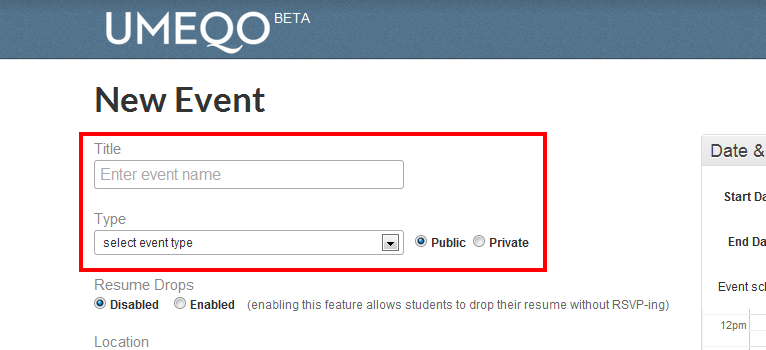 UMEQO BETA
New Event
Title
Enter event name
Type
select event type
Public Private
Resume Drops
Disabled Enabled (enabling this feature allows students to drop their resume without RSVP-ing)
Location
Date &
Start Da
End Da
Event sch
12pm